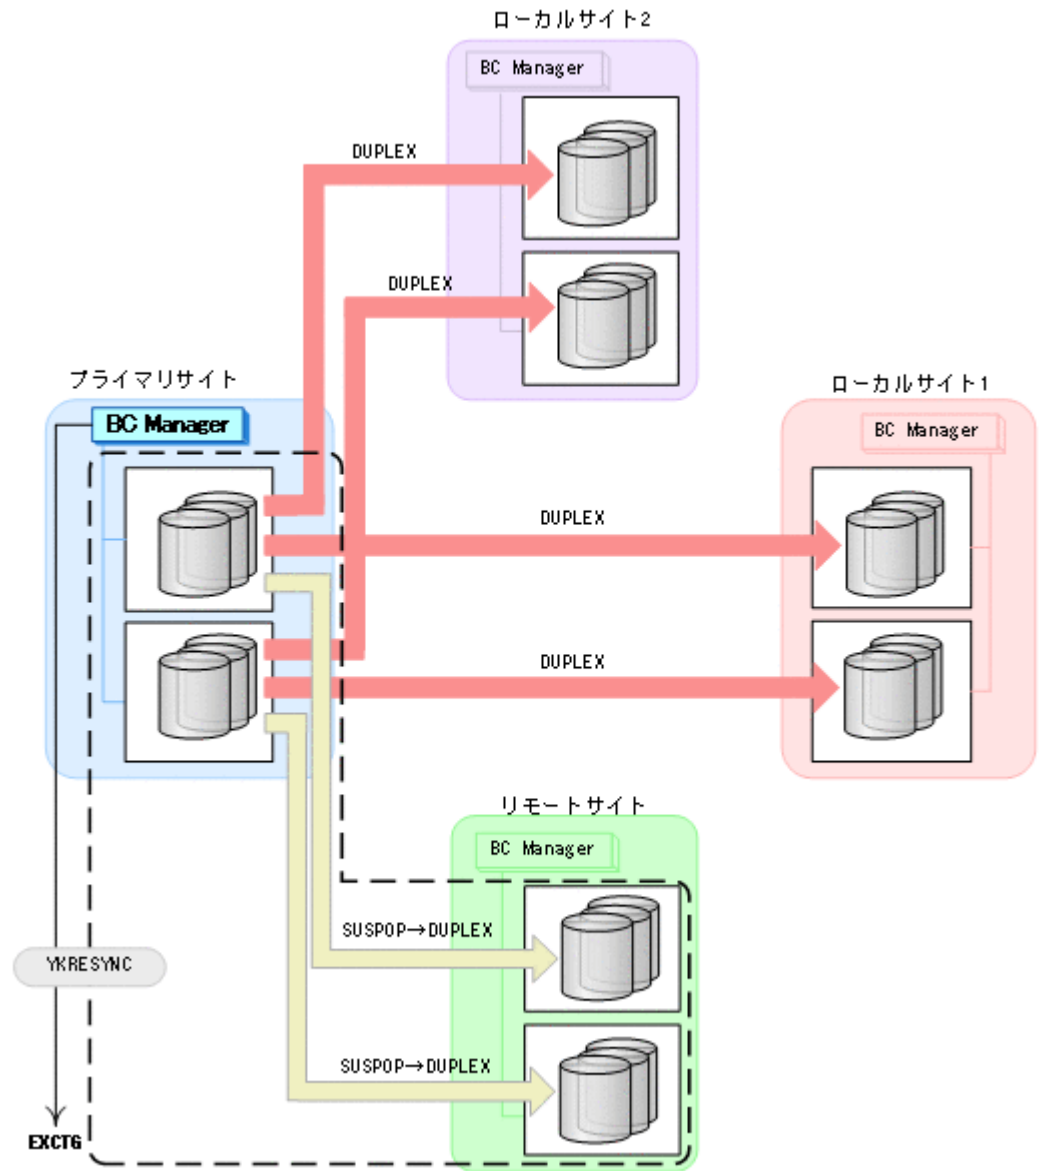 ローカルサイト2
BC Manager
DUPLEX
DUPLEX
プライマリサイト
BC Manager
ローカルサイト1
BC Manager
DUPLEX
DUPLEX
リモートサイト
BC Manager
SUSPOP→DUPLEX
YKRESYNC
SUSPOP→DUPLEX
EXCTG